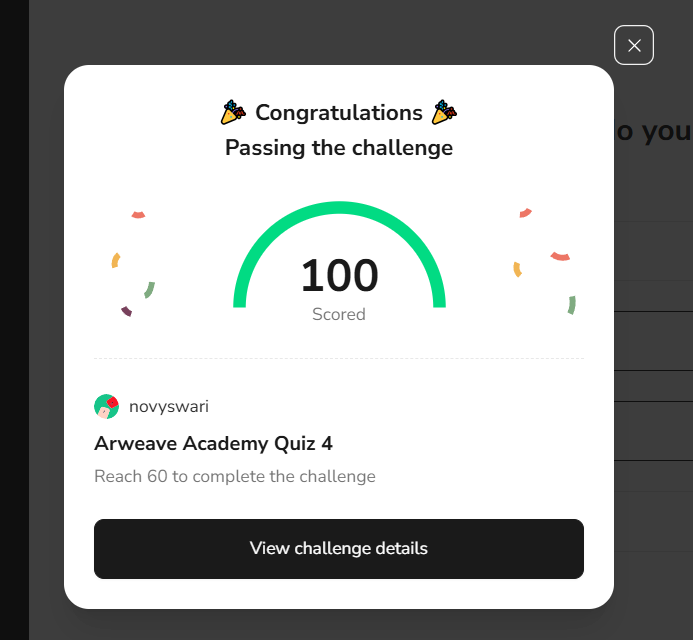 🎉 Congratulations 🎉
Passing the challenge
o you
100
Scored
novyswari
Arweave Academy Quiz 4
Reach 60 to complete the challenge
View challenge details